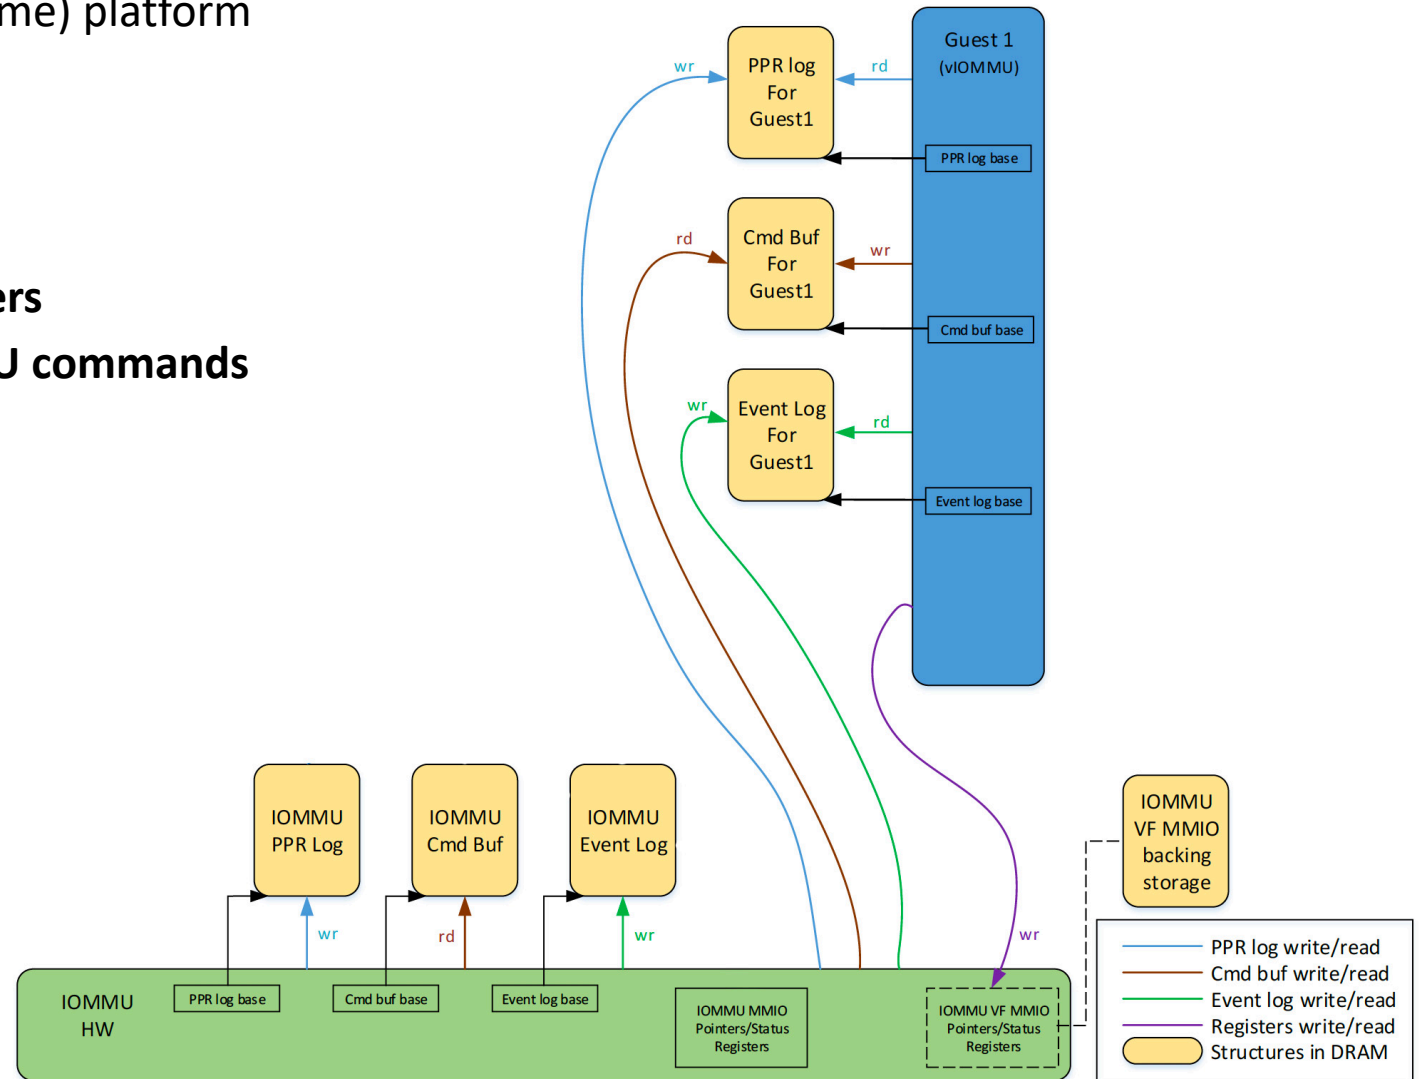 me) platform
ers
U commands
Guest 1
(vIOMMU)
wr
PPR log
For
Guest1
rd
PPR log base
rd
Cmd Buf
For
Guest1
wr
Cmd buf base
wr
Event Log
For
Guest1
rd
Event log base
IOMMU
PPR Log
IOMMU
Cmd Buf
IOMMU
Event Log
IOMMU
VF MMIO
backing
storage
wr
rd
wr
wr
IOMMU
HW
PPR log base
Cmd buf base
Event log base
IOMMU MMIO
Pointers/Status
Registers
IOMMU VF MMIO
Pointers/Status
Registers
PPR log write/read
Cmd buf write/read
Event log write/read
Registers write/read
Structures in DRAM